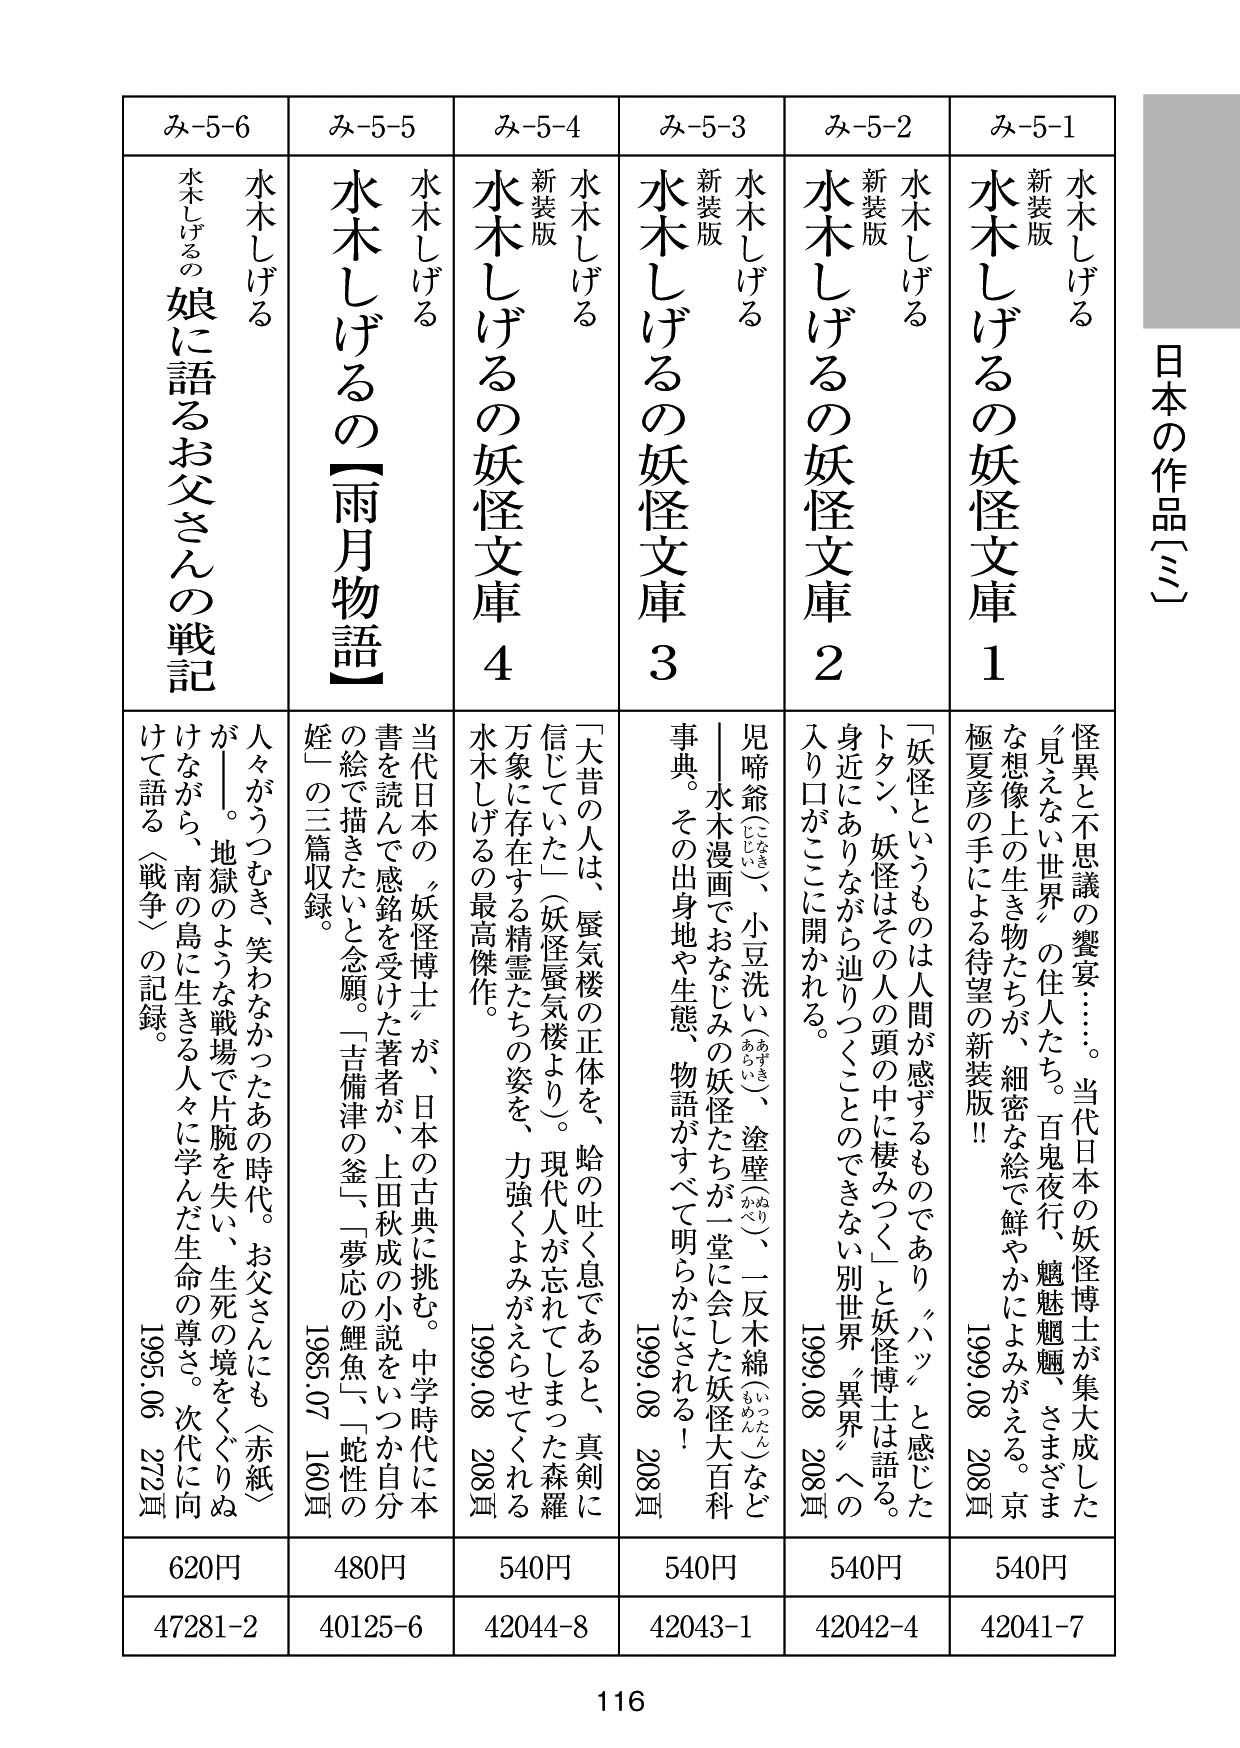 日本の作品〔ミ〕
み-5-1
水木しげる
新装版
水木しげるの妖怪文庫 1
怪異と不思議の饗宴……。当代日本の妖怪博士が集大成した
〝見えない世界〟の住人たち。百鬼夜行、魑魅魍魎、さまざま
な想像上の生き物たちが、細密な絵で鮮やかによみがえる。京
極夏彦の手による待望の新装版!!
1999.08 208頁
540円
42041-7
み-5-2
水木しげる
新装版
水木しげるの妖怪文庫 2
「妖怪というものは人間が感ずるものであり〝ハッ〟と感じた
トタン、妖怪はその人の頭の中に棲みつく」と妖怪博士は語る。
身近にありながら辿りつくことのできない別世界〝異界〟への
入り口がここに開かれる。
1999.08 208頁
540円
42042-4
み-5-3
水木しげる
新装版
水木しげるの妖怪文庫 3
児啼爺(こなきじじい)、小豆洗い(あずきあらい)、塗壁(ぬりかべ)、一反木綿(いったんもめん)など
――水木漫画でおなじみの妖怪たちが一堂に会した妖怪大百科
事典。その出身地や生態、物語がすべて明らかにされる!
1999.08 208頁
540円
42043-1
み-5-4
水木しげる
新装版
水木しげるの妖怪文庫 4
「大昔の人は、蜃気楼の正体を、蛤の吐く息であると、真剣に
信じていた」(妖怪蜃気楼より)。現代人が忘れてしまった森羅
万象に存在する精霊たちの姿を、力強くよみがえらせてくれる
水木しげるの最高傑作。
1999.08 208頁
540円
42044-8
み-5-5
水木しげる
水木しげるの【雨月物語】
当代日本の〝妖怪博士〟が、日本の古典に挑む。中学時代に本
書を読んで感銘を受けた著者が、上田秋成の小説をいつか自分
の絵で描きたいと念願。「吉備津の釜」、「夢応の鯉魚」、「蛇性の
婬」の三篇収録。
1985.07 160頁
480円
40125-6
み-5-6
水木しげる
水木しげるの 娘に語るお父さんの戦記
人々がうつむき、笑わなかったあの時代。お父さんにも〈赤紙〉
が――。地獄のような戦場で片腕を失い、生死の境をくぐりぬ
けながら、南の島に生きる人々に学んだ生命の尊さ。次代に向
けて語る〈戦争〉の記録。
1995.06 272頁
620円
47281-2
116